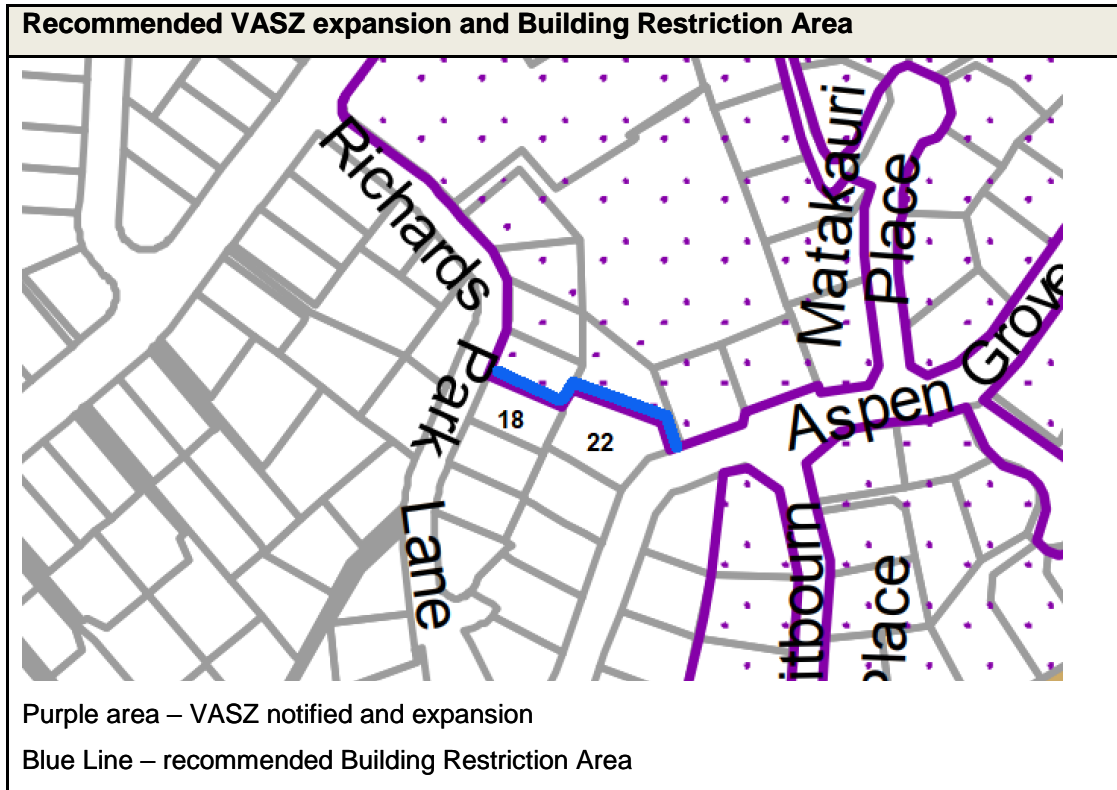 Recommended VASZ expansion and Building Restriction Area
Richards Park Lane
Matakauri Place
Aspen Grove
18
22
itbourn Place
Purple area – VASZ notified and expansion
Blue Line – recommended Building Restriction Area